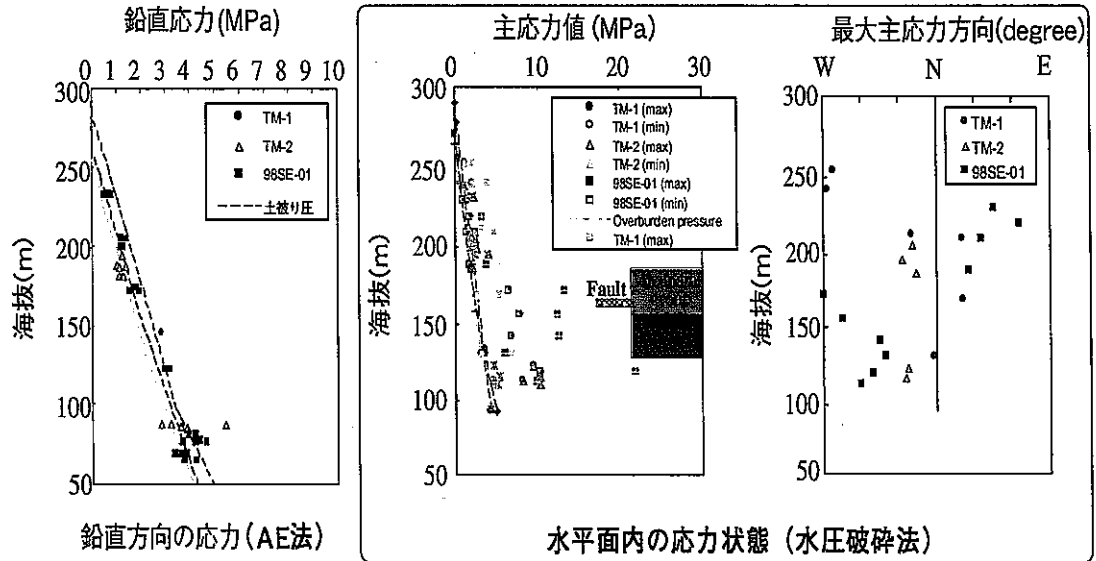 鉛直応力(MPa)
0 1 2 3 4 5 6 7 8 9 10
300
250
200
150
100
50
海抜(m)
TM-1
TM-2
98SE-01
土被り圧
鉛直方向の応力(AE法)
主応力値 (MPa)
0 10 20 30
300
250
200
150
100
50
海抜(m)
TM-1 (max)
TM-1 (min)
TM-2 (max)
TM-2 (min)
98SE-01 (max)
98SE-01 (min)
Overburden pressure
TM-1 (max)
Fault
最大主応力方向(degree)
W N E
300
250
200
150
100
50
海抜(m)
TM-1
TM-2
98SE-01
水平面内の応力状態 (水圧破砕法)